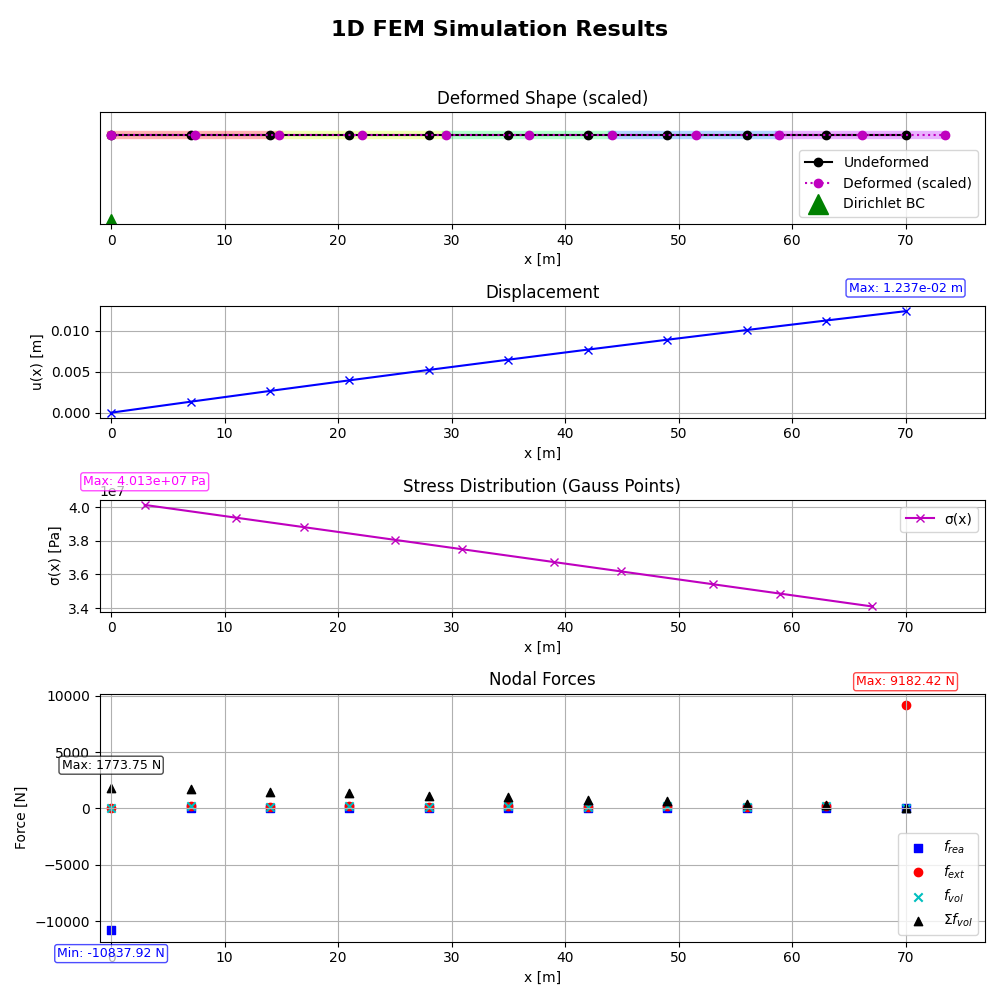 1D FEM Simulation Results
Deformed Shape (scaled)
Undeformed
Deformed (scaled)
Dirichlet BC
0 10 20 30 40 50 60 70
x [m]
Displacement
Max: 1.237e-02 m
u(x) [m]
0.010
0.005
0.000
0 10 20 30 40 50 60 70
x [m]
Stress Distribution (Gauss Points)
Max: 4.013e+07 Pa
1e7
σ(x) [Pa]
4.0
3.8
3.6
3.4
σ(x)
0 10 20 30 40 50 60 70
x [m]
Nodal Forces
Max: 9182.42 N
Max: 1773.75 N
Min: -10837.92 N
Force [N]
10000
5000
0
−5000
−10000
f_rea
f_ext
f_vol
Σf_vol
0 10 20 30 40 50 60 70
x [m]